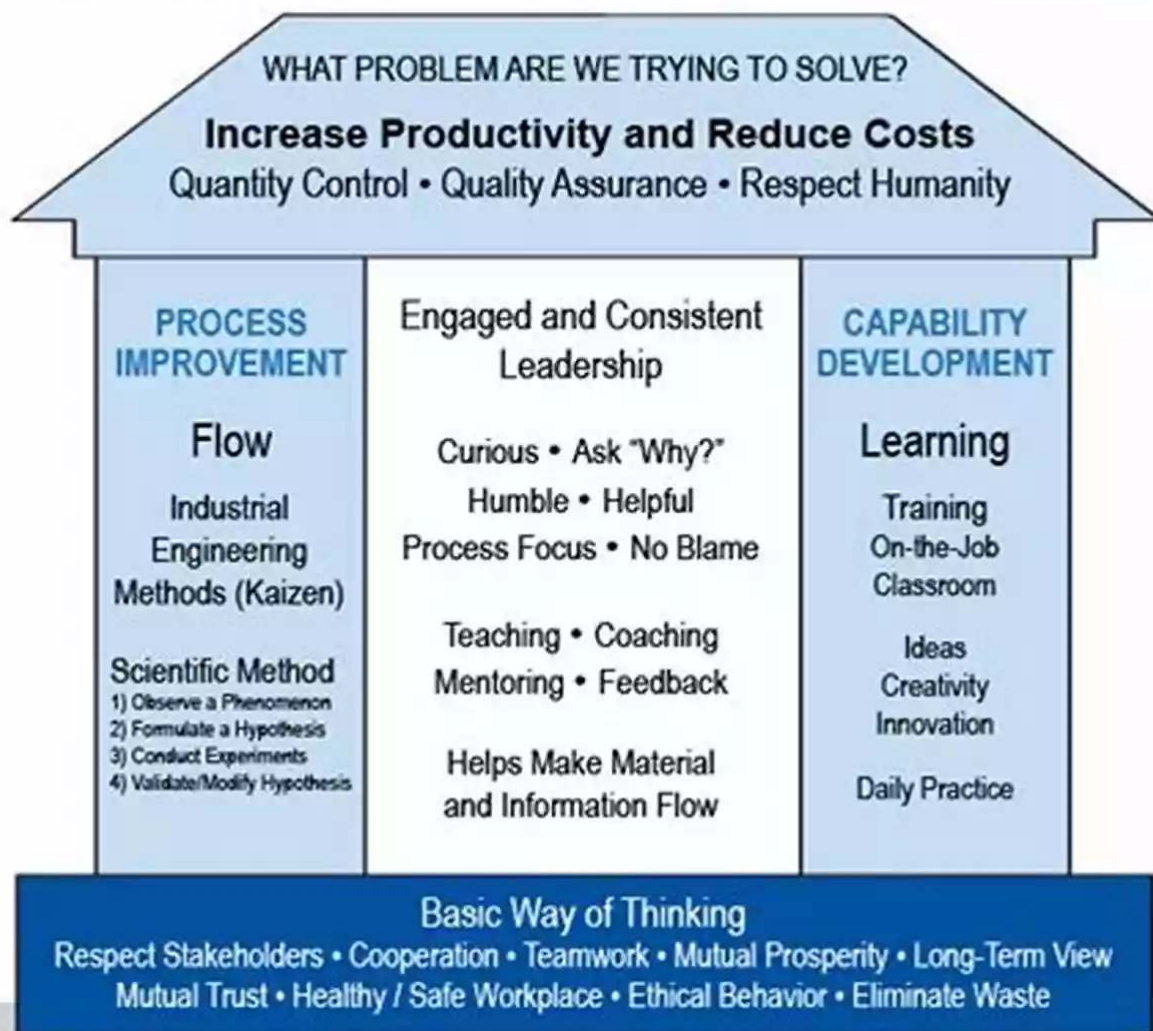 WHAT PROBLEM ARE WE TRYING TO SOLVE?
Increase Productivity and Reduce Costs
Quantity Control • Quality Assurance • Respect Humanity
PROCESS
IMPROVEMENT
Flow
Industrial
Engineering
Methods (Kaizen)
Scientific Method
1) Observe a Phenomenon
2) Formulate a Hypothesis
3) Conduct Experiments
4) Validate/Modify Hypothesis
Engaged and Consistent
Leadership
Curious • Ask "Why?"
Humble • Helpful
Process Focus • No Blame
Teaching • Coaching
Mentoring • Feedback
Helps Make Material
and Information Flow
CAPABILITY
DEVELOPMENT
Learning
Training
On-the-Job
Classroom
Ideas
Creativity
Innovation
Daily Practice
Basic Way of Thinking
Respect Stakeholders • Cooperation • Teamwork • Mutual Prosperity • Long-Term View
Mutual Trust • Healthy / Safe Workplace • Ethical Behavior • Eliminate Waste